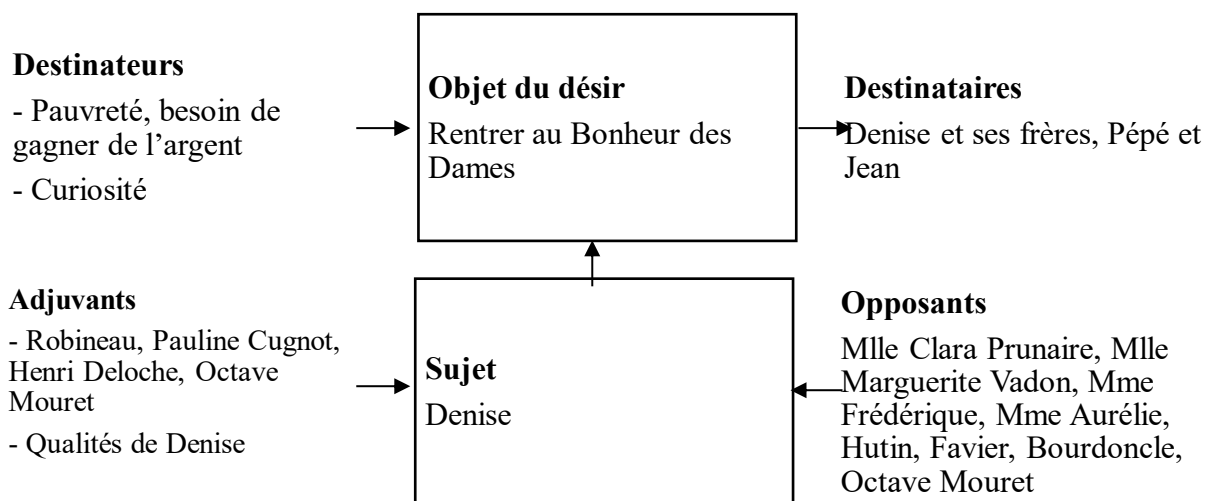 Destinateurs
- Pauvreté, besoin de
gagner de l’argent
- Curiosité
Objet du désir
Rentrer au Bonheur des
Dames
Destinataires
Denise et ses frères, Pépé et
Jean
Adjuvants
- Robineau, Pauline Cugnot,
Henri Deloche, Octave
Mouret
- Qualités de Denise
Sujet
Denise
Opposants
Mlle Clara Prunaire, Mlle
Marguerite Vadon, Mme
Frédérique, Mme Aurélie,
Hutin, Favier, Bourdoncle,
Octave Mouret